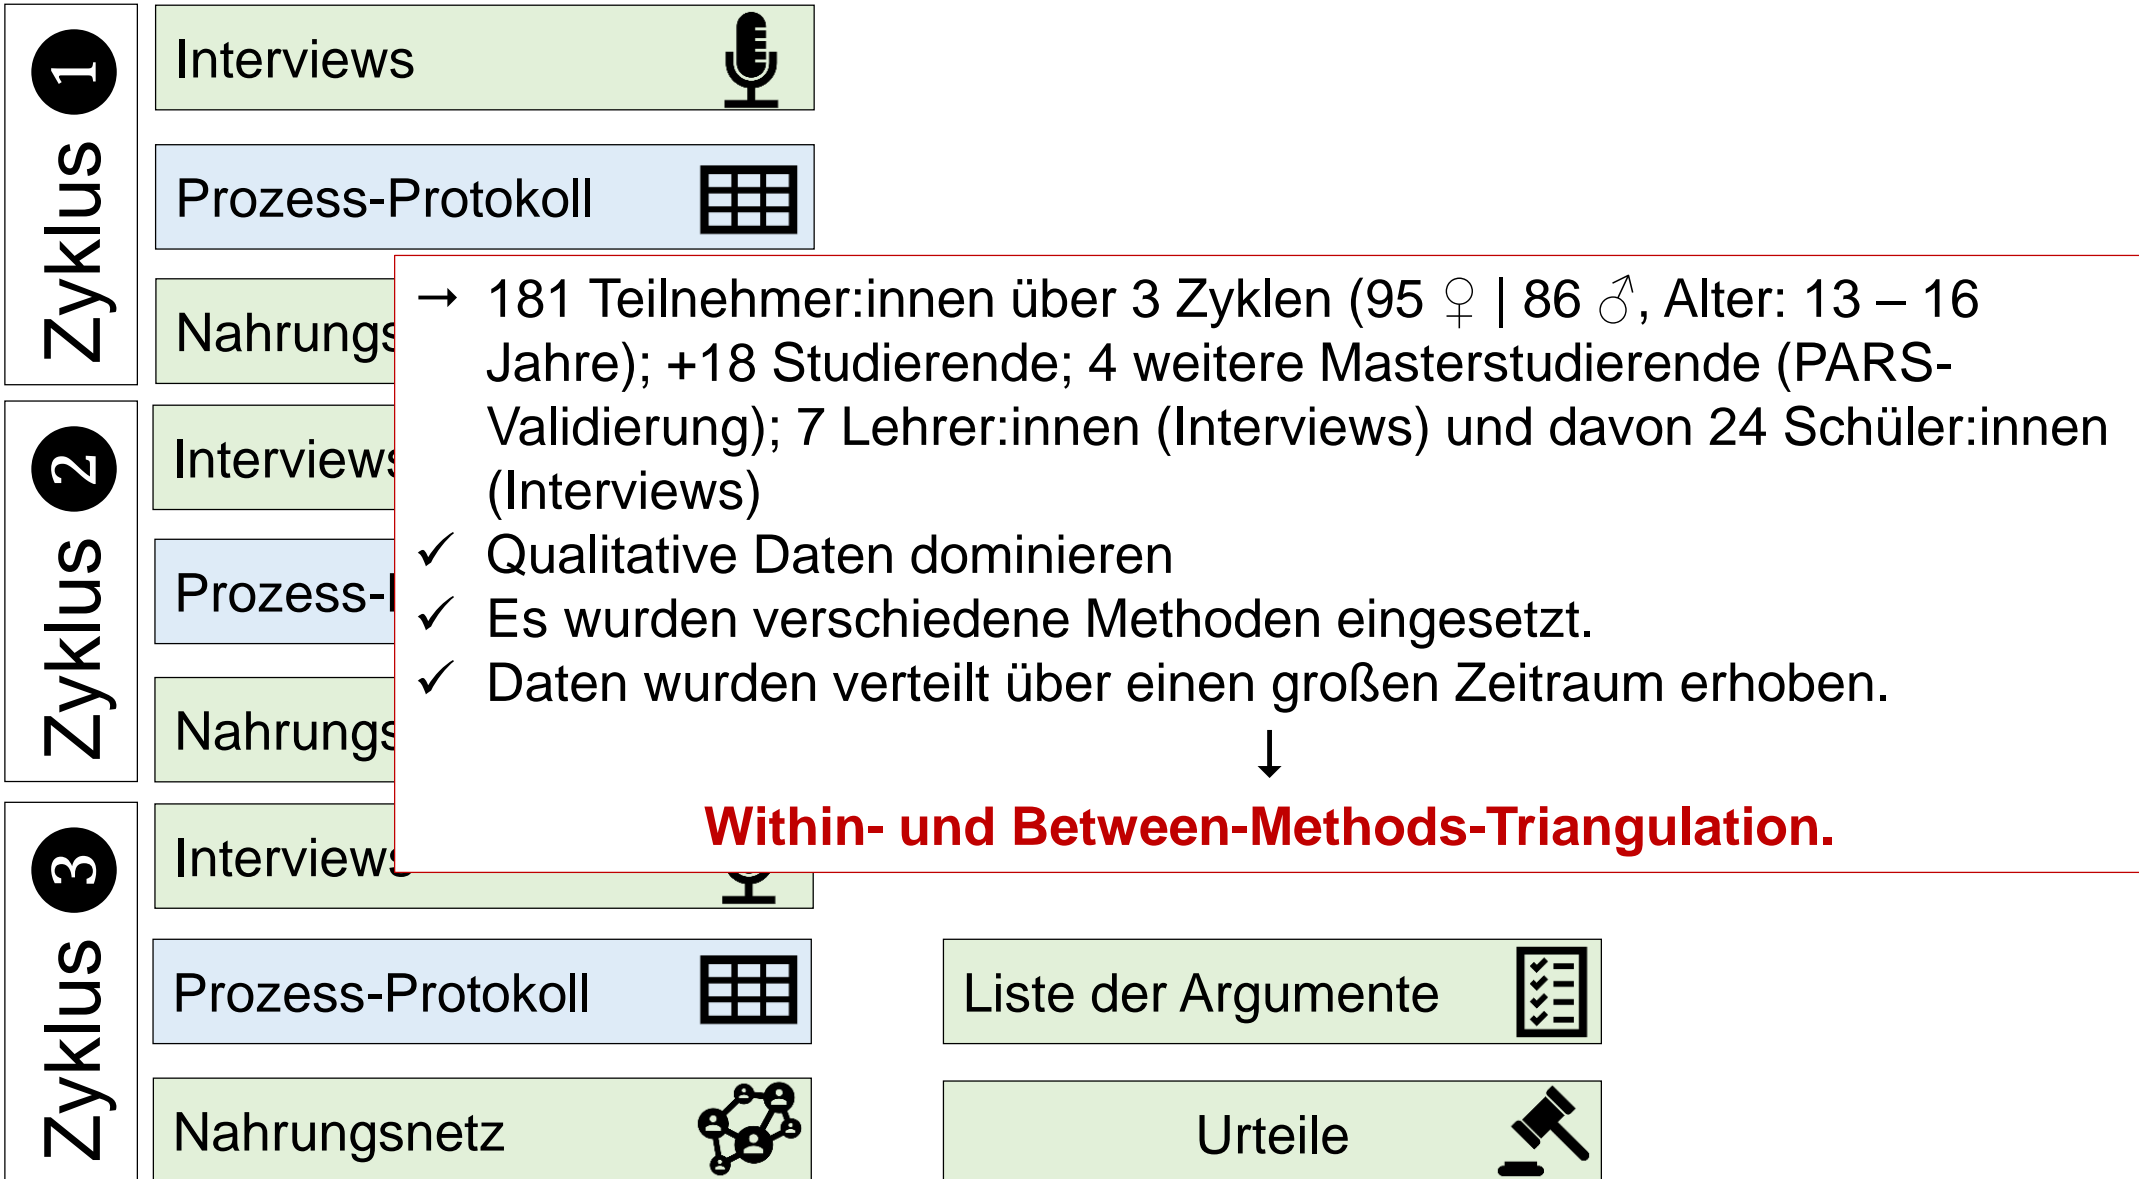 Zyklus 1
Interviews
Prozess-Protokoll
Nahrungs
Zyklus 2
Interviews
Prozess-
Nahrungs
Zyklus 3
Interviews
Prozess-Protokoll
Nahrungsnetz
Liste der Argumente
Urteile
→ 181 Teilnehmer:innen über 3 Zyklen (95 ♀ | 86 ♂, Alter: 13 – 16
Jahre); +18 Studierende; 4 weitere Masterstudierende (PARS-
Validierung); 7 Lehrer:innen (Interviews) und davon 24 Schüler:innen
(Interviews)
✓ Qualitative Daten dominieren
✓ Es wurden verschiedene Methoden eingesetzt.
✓ Daten wurden verteilt über einen großen Zeitraum erhoben.
↓
Within- und Between-Methods-Triangulation.